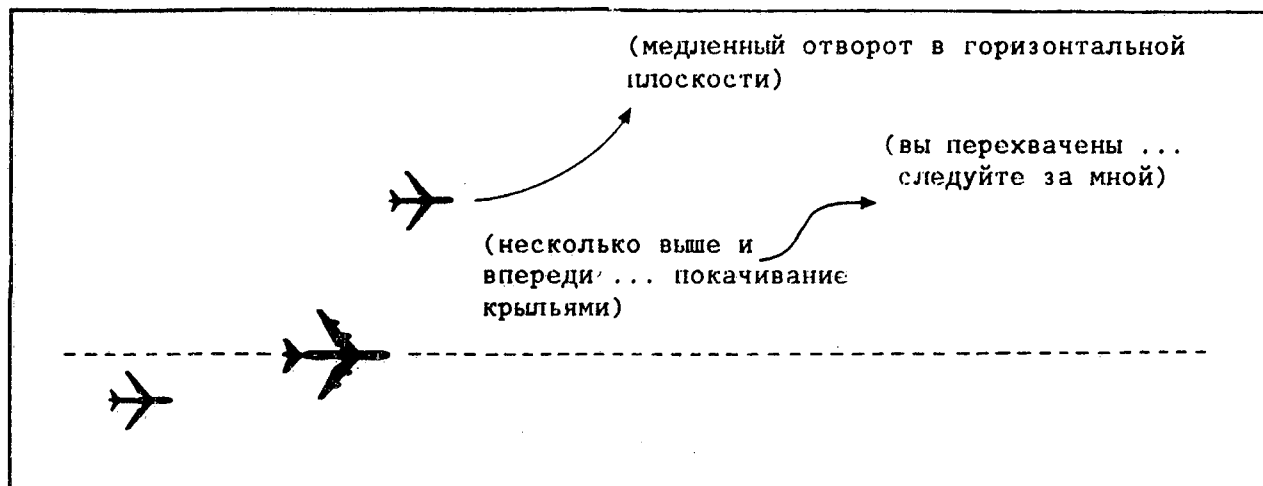 (медленный отворот в горизонтальной
плоскости)
(вы перехвачены ...
следуйте за мной)
(несколько выше и
впереди ... покачивание
крыльями)